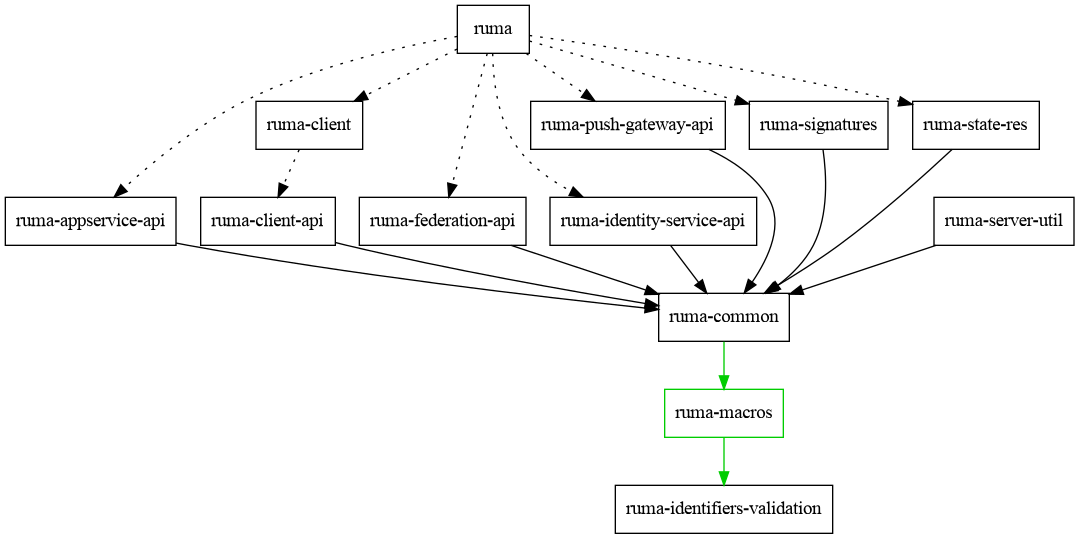 ruma
ruma-client
ruma-push-gateway-api
ruma-signatures
ruma-state-res
ruma-appservice-api
ruma-client-api
ruma-federation-api
ruma-identity-service-api
ruma-server-util
ruma-common
ruma-macros
ruma-identifiers-validation